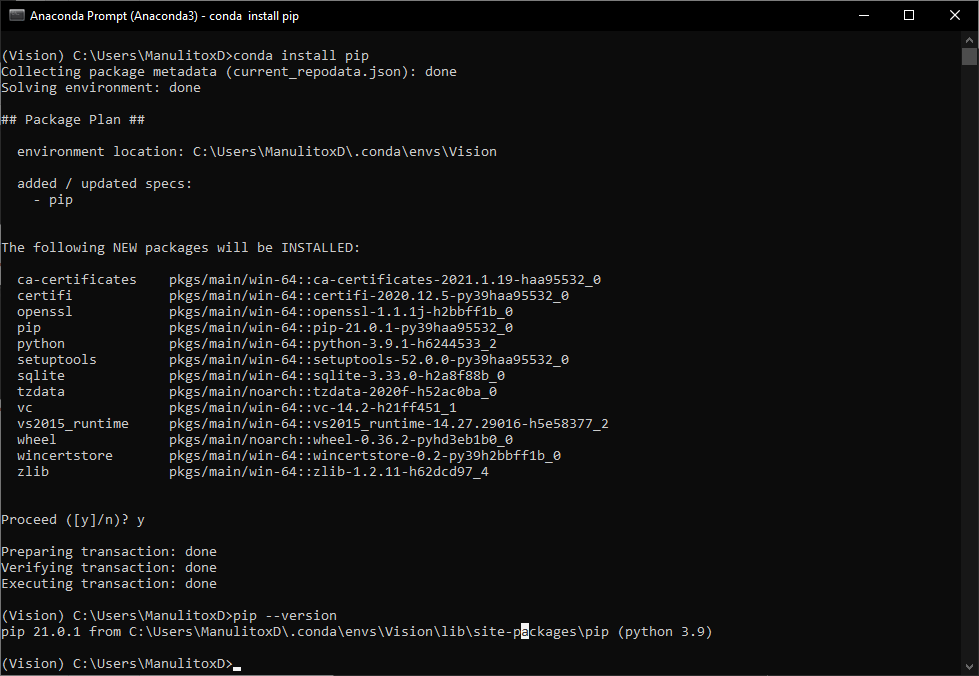 Anaconda Prompt (Anaconda3) - conda  install pip
(Vision) C:\Users\ManulitoxD>conda install pip
Collecting package metadata (current_repodata.json): done
Solving environment: done
## Package Plan ##
  environment location: C:\Users\ManulitoxD\.conda\envs\Vision
  added / updated specs:
    - pip
The following NEW packages will be INSTALLED:
  ca-certificates    pkgs/main/win-64::ca-certificates-2021.1.19-haa95532_0
  certifi            pkgs/main/win-64::certifi-2020.12.5-py39haa95532_0
  openssl            pkgs/main/win-64::openssl-1.1.1j-h2bbff1b_0
  pip                pkgs/main/win-64::pip-21.0.1-py39haa95532_0
  python             pkgs/main/win-64::python-3.9.1-h6244533_2
  setuptools         pkgs/main/win-64::setuptools-52.0.0-py39haa95532_0
  sqlite             pkgs/main/win-64::sqlite-3.33.0-h2a8f88b_0
  tzdata             pkgs/main/noarch::tzdata-2020f-h52ac0ba_0
  vc                 pkgs/main/win-64::vc-14.2-h21ff451_1
  vs2015_runtime     pkgs/main/win-64::vs2015_runtime-14.27.29016-h5e58377_2
  wheel              pkgs/main/noarch::wheel-0.36.2-pyhd3eb1b0_0
  wincertstore       pkgs/main/win-64::wincertstore-0.2-py39h2bbff1b_0
  zlib               pkgs/main/win-64::zlib-1.2.11-h62dcd97_4
Proceed ([y]/n)? y
Preparing transaction: done
Verifying transaction: done
Executing transaction: done
(Vision) C:\Users\ManulitoxD>pip --version
pip 21.0.1 from C:\Users\ManulitoxD\.conda\envs\Vision\lib\site-packages\pip (python 3.9)
(Vision) C:\Users\ManulitoxD>